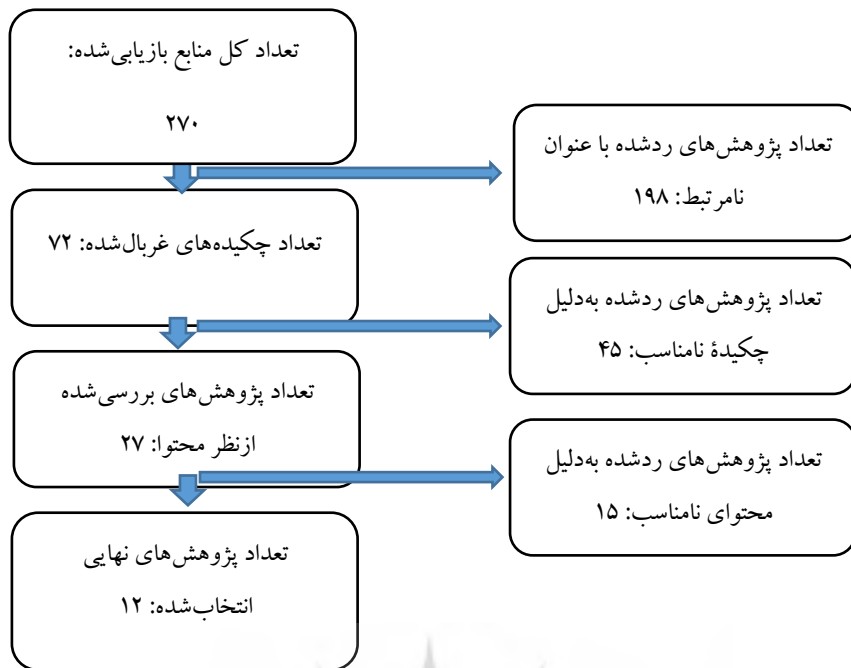 تعداد کل منابع بازیابی‌شده:
۲۷۰
تعداد پژوهش‌های ردشده با عنوان
نامرتبط: ۱۹۸
تعداد چکیده‌های غربال‌شده: ۷۲
تعداد پژوهش‌های ردشده به‌دلیل
چکیدۀ نامناسب: ۴۵
تعداد پژوهش‌های بررسی‌شده
ازنظر محتوا: ۲۷
تعداد پژوهش‌های ردشده به‌دلیل
محتوای نامناسب: ۱۵
تعداد پژوهش‌های نهایی
انتخاب‌شده: ۱۲